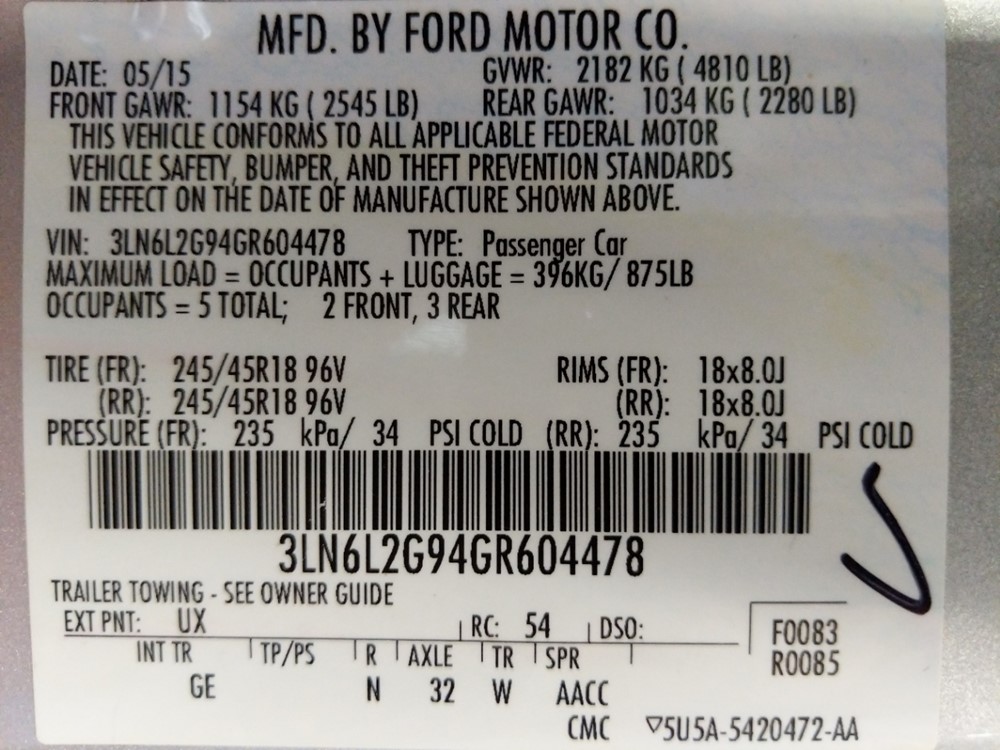 MFD. BY FORD MOTOR CO.
DATE: 05/15 GVWR: 2182 KG ( 4810 LB)
FRONT GAWR: 1154 KG ( 2545 LB) REAR GAWR: 1034 KG ( 2280 LB)
THIS VEHICLE CONFORMS TO ALL APPLICABLE FEDERAL MOTOR
VEHICLE SAFETY, BUMPER, AND THEFT PREVENTION STANDARDS
IN EFFECT ON THE DATE OF MANUFACTURE SHOWN ABOVE.
VIN: 3LN6L2G94GR604478 TYPE: Passenger Car
MAXIMUM LOAD = OCCUPANTS + LUGGAGE = 396KG/ 875LB
OCCUPANTS = 5 TOTAL; 2 FRONT, 3 REAR
TIRE (FR): 245/45R18 96V RIMS (FR): 18x8.0J
(RR): 245/45R18 96V (RR): 18x8.0J
PRESSURE (FR): 235 kPa/ 34 PSI COLD (RR): 235 kPa/ 34 PSI COLD
3LN6L2G94GR604478
TRAILER TOWING - SEE OWNER GUIDE
EXT PNT: UX RC: 54 DSO: F0083
INT TR TP/PS R AXLE TR SPR R0085
GE N 32 W AACC
CMC ▽5U5A-5420472-AA